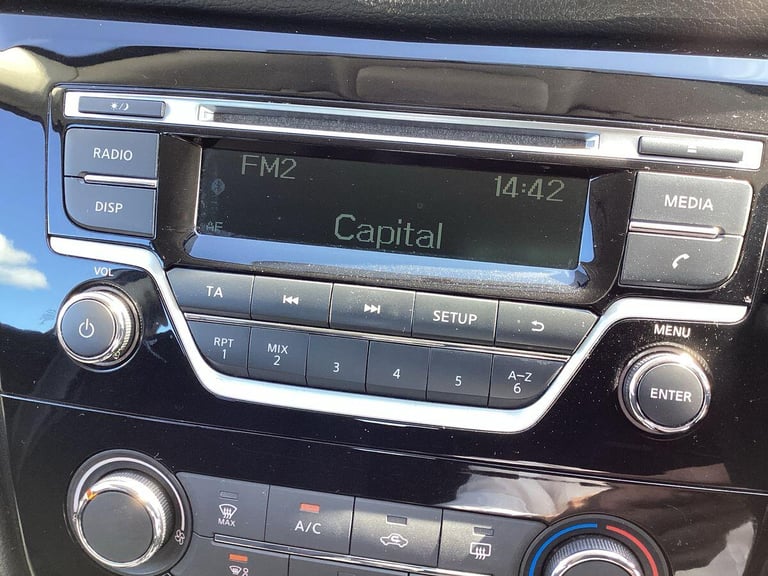 RADIO
DISP
FM2
14:42
AF
Capital
MEDIA
VOL
TA
SETUP
MENU
RPT
1
MIX
2
3
4
5
A–Z
6
ENTER
MAX
A/C